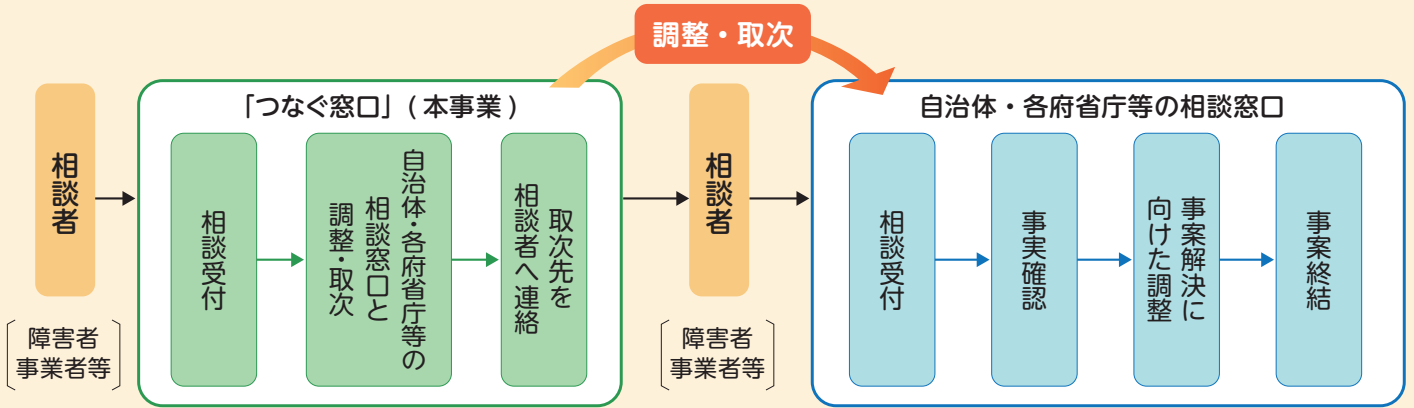 調整・取次
相談者
障害者
事業者等
「つなぐ窓口」(本事業)
相談受付
自治体・各府省庁等の
相談窓口と
調整・取次
取次先を
相談者へ連絡
相談者
障害者
事業者等
自治体・各府省庁等の相談窓口
相談受付
事実確認
事案解決に
向けた調整
事案終結